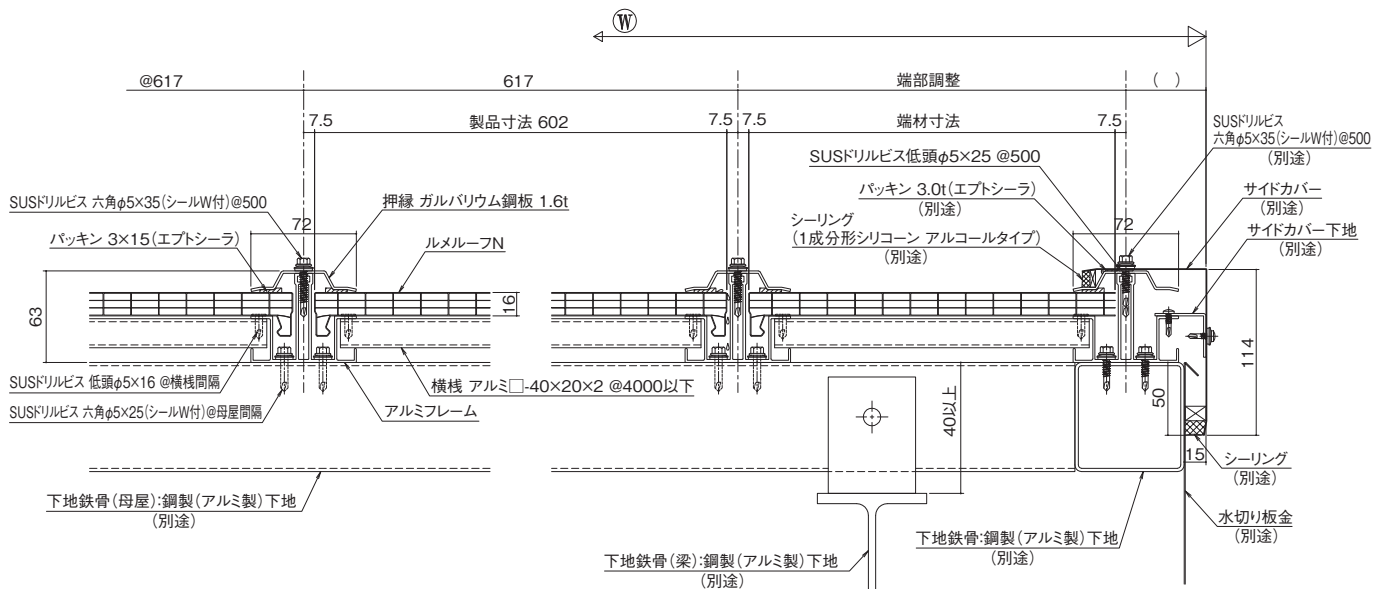 Ⓦ
@617
617
端部調整
( )
7.5
製品寸法 602
7.5
7.5
端材寸法
7.5
SUSドリルビス
六角φ5×35(シールW付)@500
(別途)
SUSドリルビス低頭φ5×25 @500
SUSドリルビス 六角φ5×35(シールW付)@500
72
押縁 ガルバリウム鋼板 1.6t
パッキン 3.0t(エプトシーラ)
(別途)
72
サイドカバー
(別途)
パッキン 3×15(エプトシーラ)
ルメルーフN
シーリング
(1成分形シリコーン アルコールタイプ)
(別途)
サイドカバー下地
(別途)
63
16
114
SUSドリルビス 低頭φ5×16 @横桟間隔
横桟 アルミ□-40×20×2 @4000以下
SUSドリルビス 六角φ5×25(シールW付)@母屋間隔
アルミフレーム
40以上
50
15
シーリング
(別途)
下地鉄骨(母屋):鋼製(アルミ製)下地
(別途)
水切り板金
(別途)
下地鉄骨:鋼製(アルミ製)下地
(別途)
下地鉄骨(梁):鋼製(アルミ製)下地
(別途)